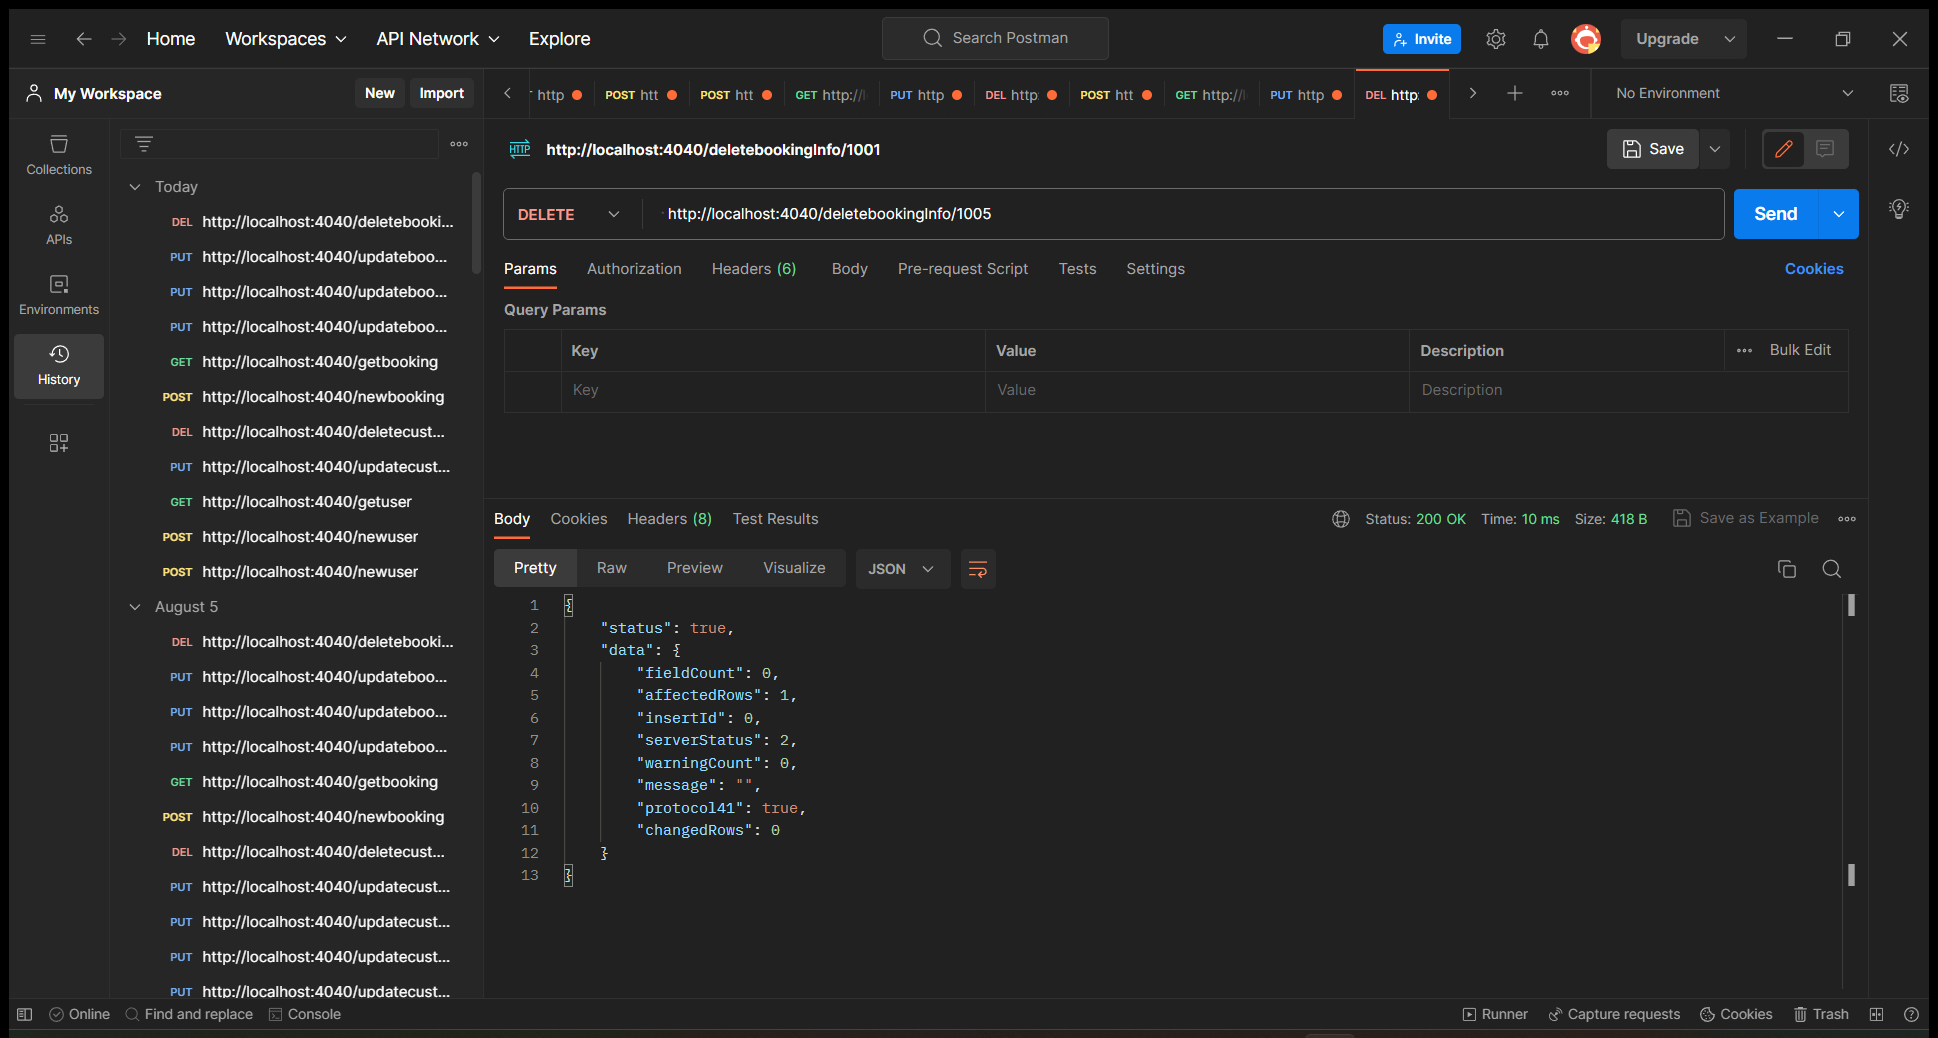 Home Workspaces API Network Explore Search Postman Invite Upgrade
My Workspace New Import
http POST htt POST htt GET http:// PUT http DEL http: POST htt GET http:// PUT http DEL http: No Environment
Collections
APIs
Environments
History
Today
DEL http://localhost:4040/deletebooki...
PUT http://localhost:4040/updateboo...
PUT http://localhost:4040/updateboo...
PUT http://localhost:4040/updateboo...
GET http://localhost:4040/getbooking
POST http://localhost:4040/newbooking
DEL http://localhost:4040/deletecust...
PUT http://localhost:4040/updatecust...
GET http://localhost:4040/getuser
POST http://localhost:4040/newuser
POST http://localhost:4040/newuser
August 5
DEL http://localhost:4040/deletebooki...
PUT http://localhost:4040/updateboo...
PUT http://localhost:4040/updateboo...
PUT http://localhost:4040/updateboo...
GET http://localhost:4040/getbooking
POST http://localhost:4040/newbooking
DEL http://localhost:4040/deletecust...
PUT http://localhost:4040/updatecust...
PUT http://localhost:4040/updatecust...
PUT http://localhost:4040/updatecust...
PUT http://localhost:4040/updatecust...
HTTP http://localhost:4040/deletebookingInfo/1001 Save
DELETE http://localhost:4040/deletebookingInfo/1005 Send
Params Authorization Headers (6) Body Pre-request Script Tests Settings Cookies
Query Params
Key Value Description Bulk Edit
Key Value Description
Body Cookies Headers (8) Test Results Status: 200 OK Time: 10 ms Size: 418 B Save as Example
Pretty Raw Preview Visualize JSON
1 {
2 "status": true,
3 "data": {
4 "fieldCount": 0,
5 "affectedRows": 1,
6 "insertId": 0,
7 "serverStatus": 2,
8 "warningCount": 0,
9 "message": "",
10 "protocol41": true,
11 "changedRows": 0
12 }
13 }
Online Find and replace Console Runner Capture requests Cookies Trash